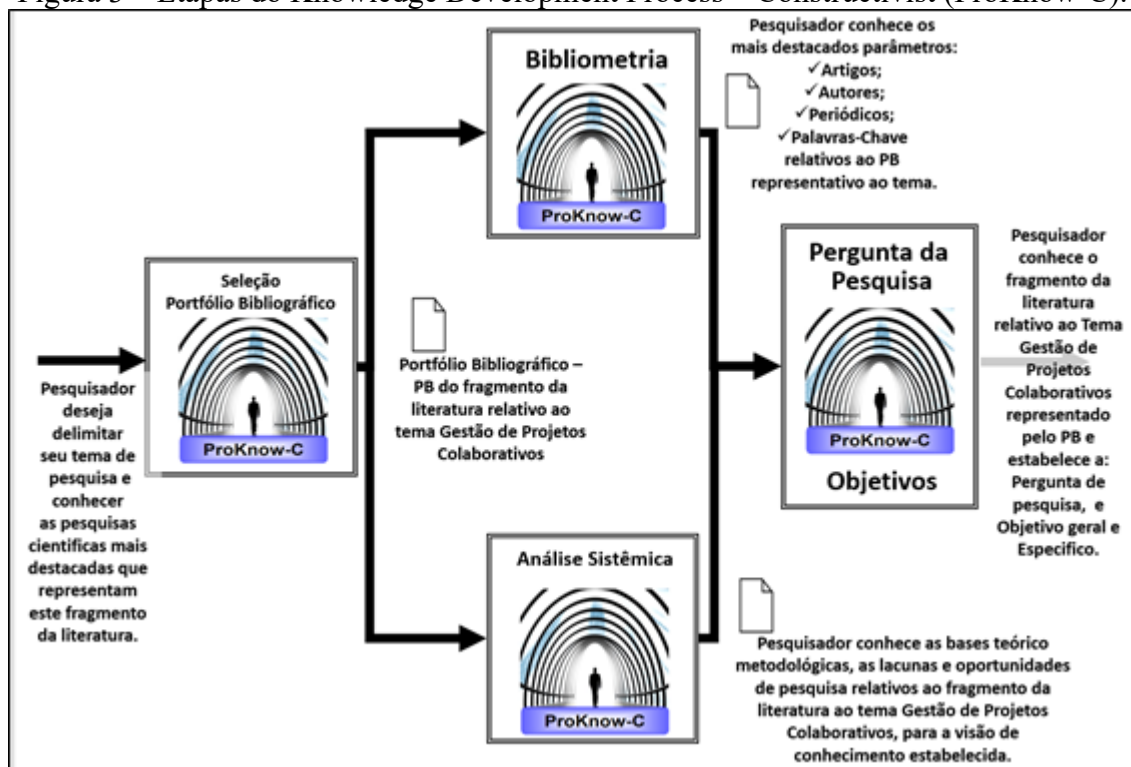 Figura 3 – Etapas do Knowledge Development Process – Constructivist (ProKnow-C).
Pesquisador
deseja
delimitar
seu tema de
pesquisa e
conhecer
as pesquisas
científicas mais
destacadas que
representam
este fragmento
da literatura.
Seleção
Portfólio Bibliográfico
ProKnow-C
Portfólio Bibliográfico –
PB do fragmento da
literatura relativo ao
tema Gestão de Projetos
Colaborativos
Bibliometria
ProKnow-C
Pesquisador conhece os
mais destacados parâmetros:
✓Artigos;
✓Autores;
✓Periódicos;
✓Palavras-Chave
relativos ao PB
representativo ao tema.
Análise Sistêmica
ProKnow-C
Pesquisador conhece as bases teórico
metodológicas, as lacunas e oportunidades
de pesquisa relativos ao fragmento da
literatura ao tema Gestão de Projetos
Colaborativos, para a visão de
conhecimento estabelecida.
Pergunta da
Pesquisa
ProKnow-C
Objetivos
Pesquisador
conhece o
fragmento da
literatura
relativo ao Tema
Gestão de
Projetos
Colaborativos
representado
pelo PB e
estabelece a:
Pergunta de
pesquisa, e
Objetivo geral e
Especifico.